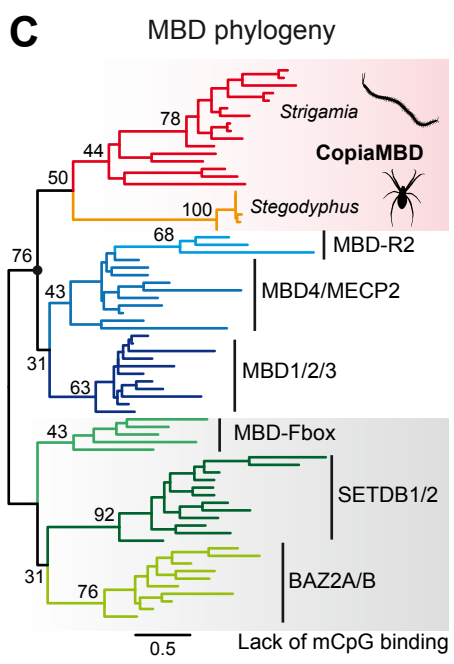 C
MBD phylogeny
78
Strigamia
44
CopiaMBD
50
100
Stegodyphus
68
MBD-R2
76
43
MBD4/MECP2
31
63
MBD1/2/3
43
MBD-Fbox
92
SETDB1/2
31
76
BAZ2A/B
0.5
Lack of mCpG binding